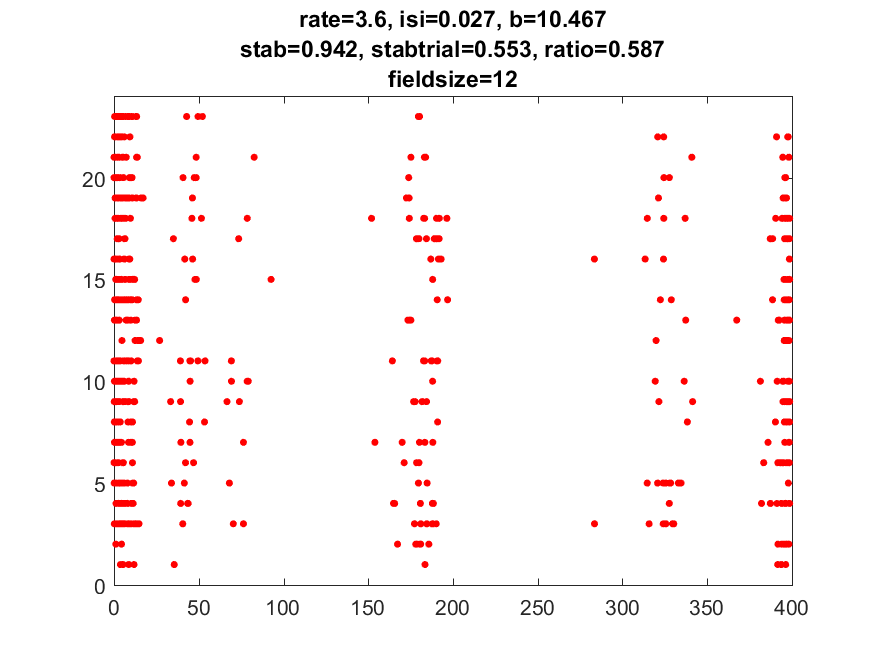 rate=3.6, isi=0.027, b=10.467
stab=0.942, stabtrial=0.553, ratio=0.587
fieldsize=12
20
15
10
5
0
0 50 100 150 200 250 300 350 400